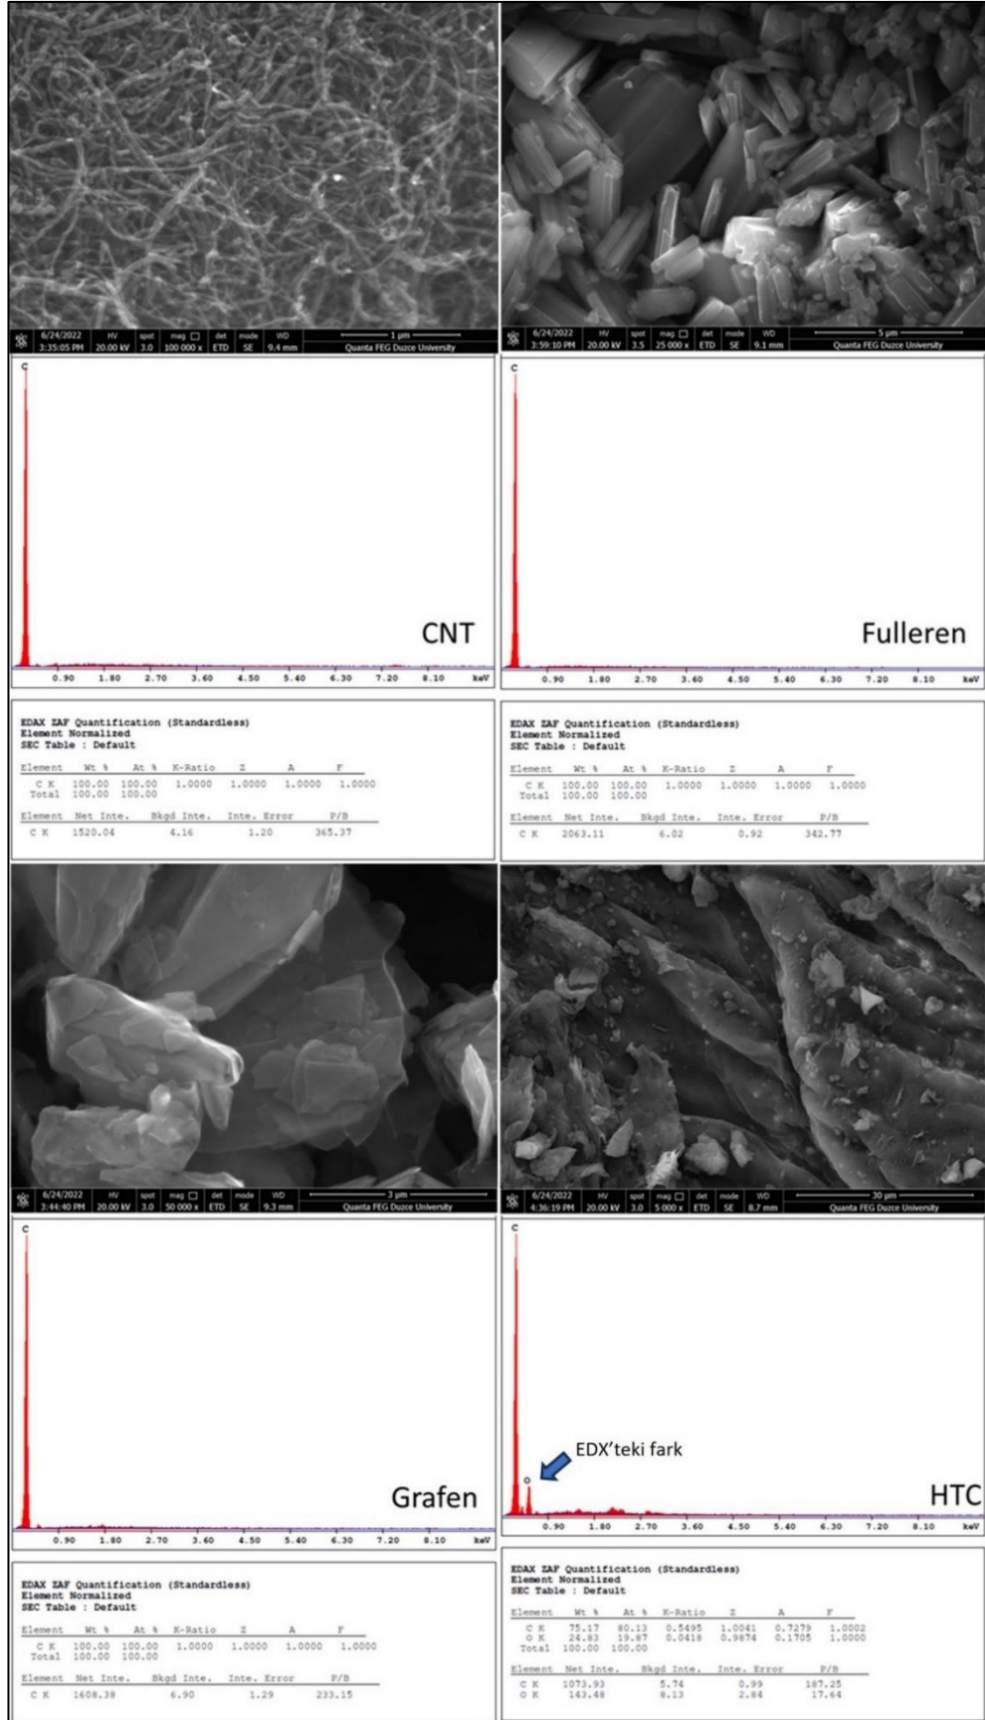 6/24/2022 HV spot mag □ det mode WD 1 µm
3:35:05 PM 20.00 kV 3.0 100 000 x ETD SE 9.4 mm Quanta FEG Duzce University
6/24/2022 HV spot mag □ det mode WD 5 µm
3:59:10 PM 20.00 kV 3.5 25 000 x ETD SE 9.1 mm Quanta FEG Duzce University
C
CNT
0.90 1.80 2.70 3.60 4.50 5.40 6.30 7.20 8.10 keV
C
Fulleren
0.90 1.80 2.70 3.60 4.50 5.40 6.30 7.20 8.10 keV
EDAX ZAF Quantification (Standardless)
Element Normalized
SEC Table : Default
Element Wt % At % K-Ratio Z A F
C K 100.00 100.00 1.0000 1.0000 1.0000 1.0000
Total 100.00 100.00
Element Net Inte. Bkgd Inte. Inte. Error P/B
C K 1520.04 4.16 1.20 365.37
EDAX ZAF Quantification (Standardless)
Element Normalized
SEC Table : Default
Element Wt % At % K-Ratio Z A F
C K 100.00 100.00 1.0000 1.0000 1.0000 1.0000
Total 100.00 100.00
Element Net Inte. Bkgd Inte. Inte. Error P/B
C K 2063.11 6.02 0.92 342.77
6/24/2022 HV spot mag □ det mode WD 3 µm
3:44:40 PM 20.00 kV 3.0 50 000 x ETD SE 9.3 mm Quanta FEG Duzce University
6/24/2022 HV spot mag □ det mode WD 30 µm
4:36:19 PM 20.00 kV 3.0 5 000 x ETD SE 8.7 mm Quanta FEG Duzce University
C
Grafen
0.90 1.80 2.70 3.60 4.50 5.40 6.30 7.20 8.10 keV
C
EDX'teki fark
O
HTC
0.90 1.80 2.70 3.60 4.50 5.40 6.30 7.20 8.10 keV
EDAX ZAF Quantification (Standardless)
Element Normalized
SEC Table : Default
Element Wt % At % K-Ratio Z A F
C K 100.00 100.00 1.0000 1.0000 1.0000 1.0000
Total 100.00 100.00
Element Net Inte. Bkgd Inte. Inte. Error P/B
C K 1608.38 6.90 1.29 233.15
EDAX ZAF Quantification (Standardless)
Element Normalized
SEC Table : Default
Element Wt % At % K-Ratio Z A F
C K 75.17 80.13 0.5495 1.0041 0.7279 1.0002
O K 24.83 19.87 0.0418 0.9874 0.1705 1.0000
Total 100.00 100.00
Element Net Inte. Bkgd Inte. Inte. Error P/B
C K 1073.93 5.74 0.99 187.25
O K 143.48 8.13 2.84 17.64